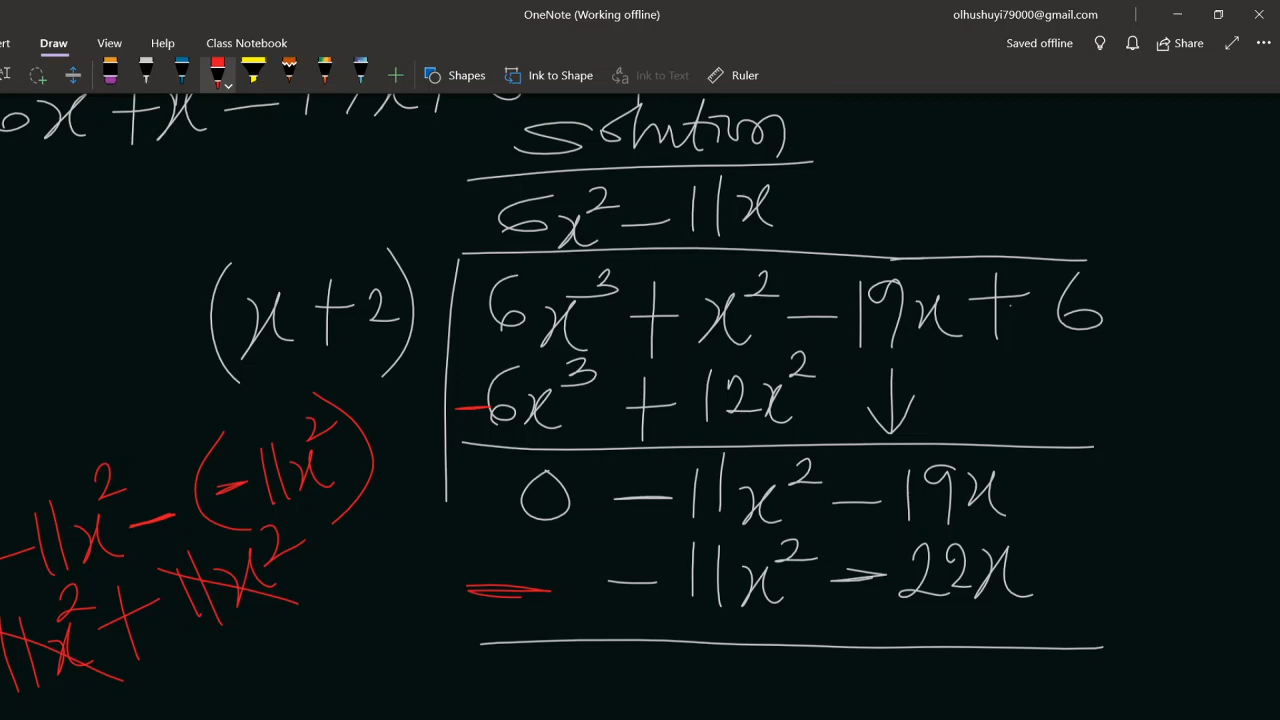 OneNote (Working offline)
olhushuyi79000@gmail.com
ert Draw View Help Class Notebook
Saved offline
Share
Shapes
Ink to Shape
Ink to Text
Ruler
Solution
6x² - 11x
(x + 2)
6x³ + x² - 19x + 6
- 6x³ + 12x² ↓
0 - 11x² - 19x
- 11x² - 22x
- 11x² - (- 11x²)
11x² + 11x²